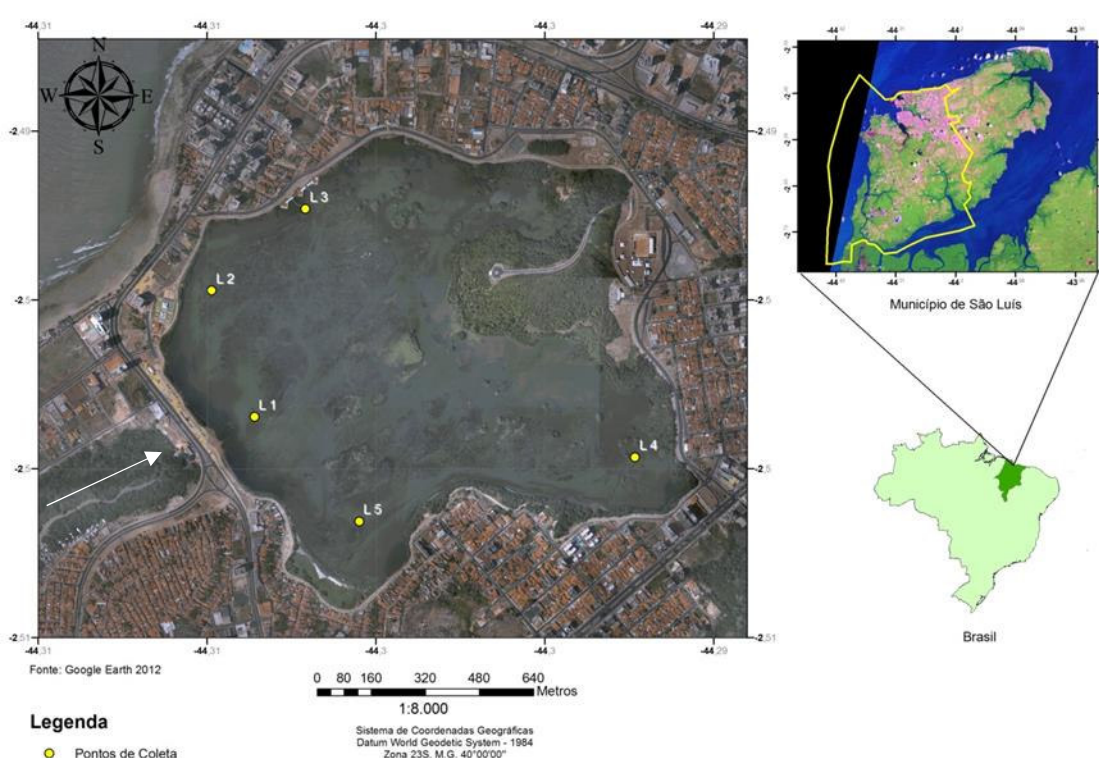 -44.31 -44.31 -44.3 -44.3 -44.29
N
W E
S
-2.49 -2.49
L 3
L 2
-2.5 -2.5
L 1
L 4
-2.5 -2.5
L 5
-2.51 -2.51
-44.31 -44.31 -44.3 -44.3 -44.29
Município de São Luís
Brasil
Fonte: Google Earth 2012
0 80 160 320 480 640
Metros
1:8.000
Sistema de Coordenadas Geográficas
Datum World Geodetic System - 1984
Zona 23S, M.G. 40°00'00"
Legenda
Pontos de Coleta